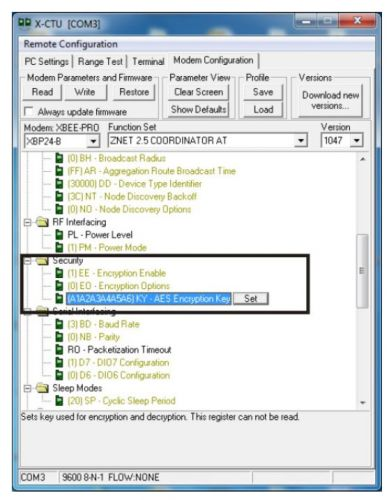 X-CTU [COM3]
Remote Configuration
PC Settings Range Test Terminal Modem Configuration
Modem Parameters and Firmware Parameter View Profile Versions
Read Write Restore Clear Screen Save Download new versions...
Always update firmware Show Defaults Load
Modem: XBEE-PRO Function Set Version
XBP24-B ZNET 2.5 COORDINATOR AT 1047
(0) BH - Broadcast Radius
(FF) AR - Aggregation Route Broadcast Time
(30000) DD - Device Type Identifier
(3C) NT - Node Discovery Backoff
(0) NO - Node Discovery Options
RF Interfacing
PL - Power Level
(1) PM - Power Mode
Security
(1) EE - Encryption Enable
(0) EO - Encryption Options
(A1A2A3A4A5A6) KY - AES Encryption Key Set
Serial Interfacing
(3) BD - Baud Rate
(0) NB - Parity
RO - Packetization Timeout
(1) D7 - DIO7 Configuration
(0) D6 - DIO6 Configuration
Sleep Modes
(20) SP - Cyclic Sleep Period
Sets key used for encryption and decryption. This register can not be read.
COM3 9600 8-N-1 FLOW:NONE